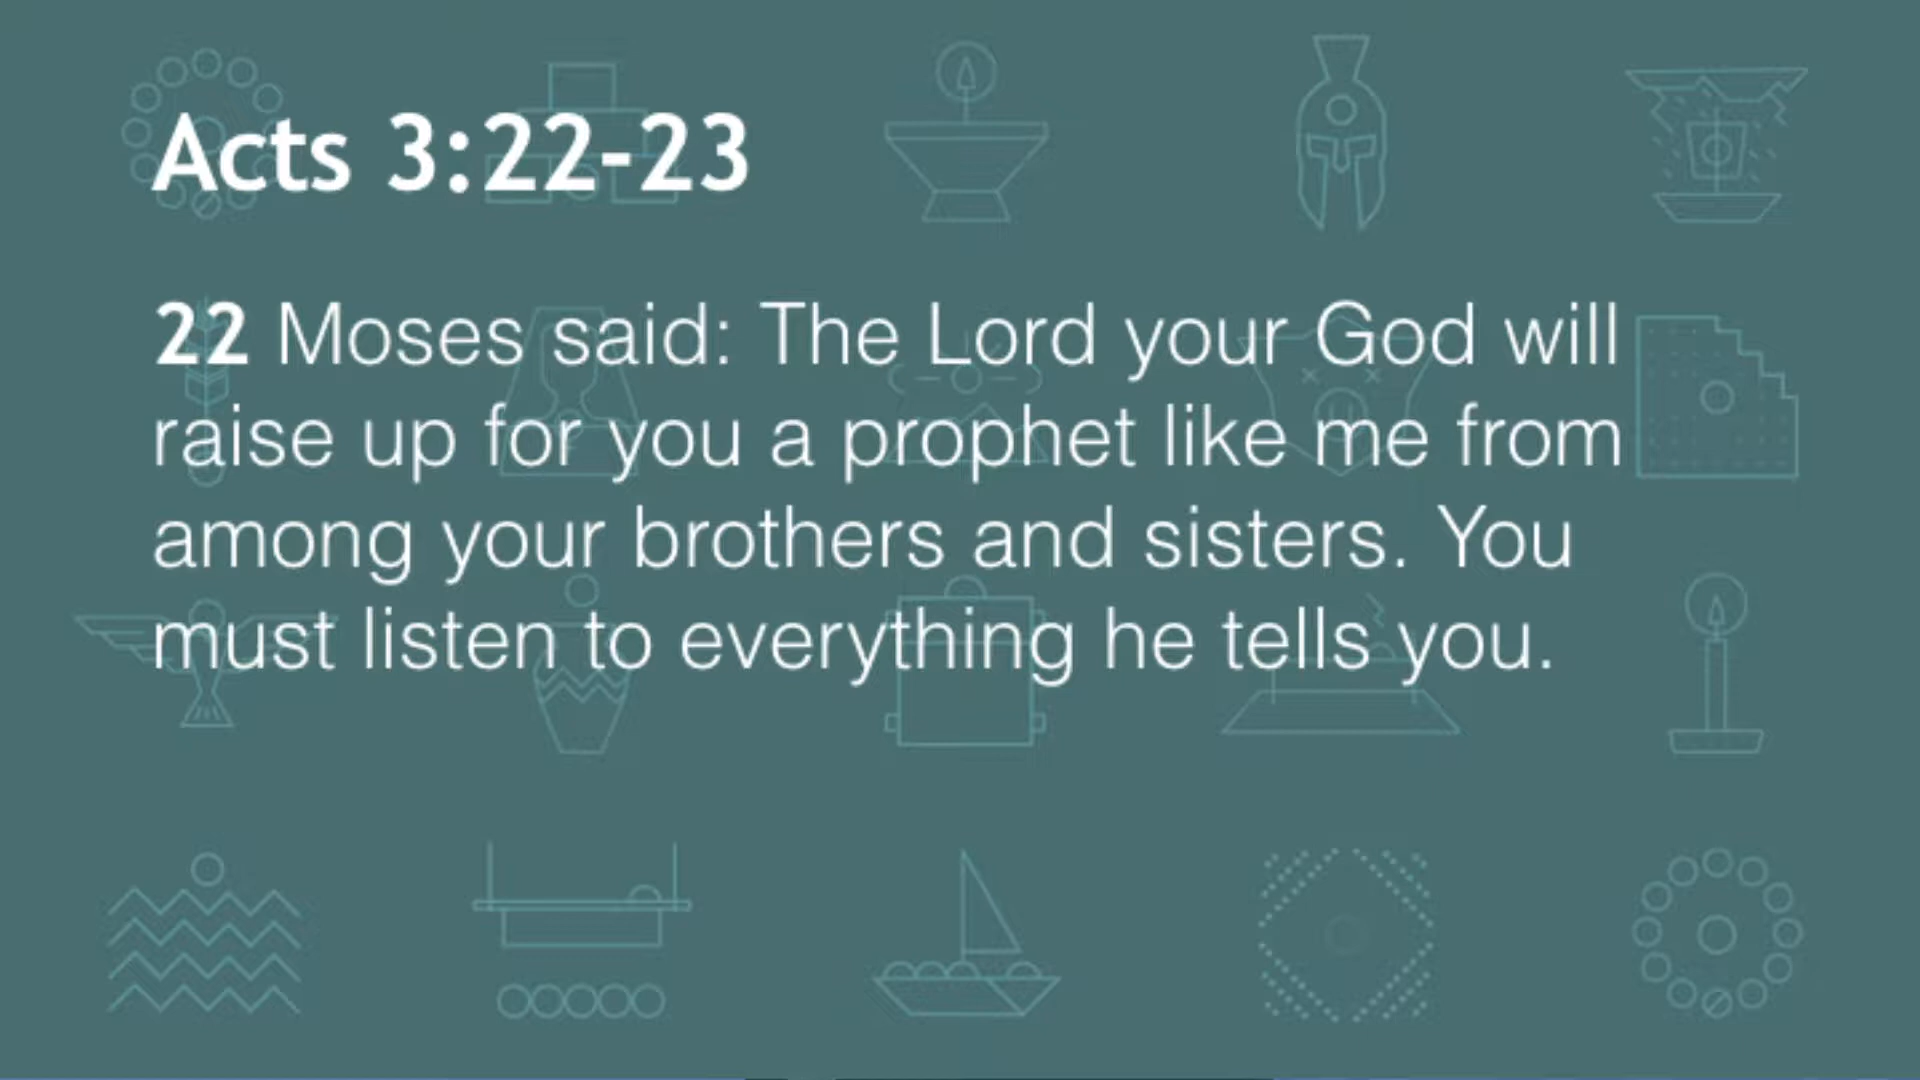 Acts 3:22-23
22 Moses said: The Lord your God will
raise up for you a prophet like me from
among your brothers and sisters. You
must listen to everything he tells you.